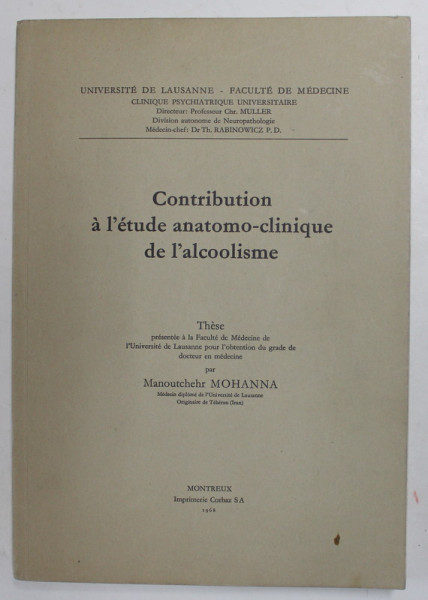 UNIVERSITÉ DE LAUSANNE - FACULTÉ DE MÉDECINE
CLINIQUE PSYCHIATRIQUE UNIVERSITAIRE
Directeur: Professeur Chr. MULLER
Division autonome de Neuropathologie
Médecin-chef: Dr Th. RABINOWICZ P. D.
Contribution
à l'étude anatomo-clinique
de l'alcoolisme
Thèse
présentée à la Faculté de Médecine de
l'Université de Lausanne pour l'obtention du grade de
docteur en médecine
par
Manoutchehr MOHANNA
Médecin diplômé de l'Université de Lausanne
Originaire de Téhéran (Iran)
MONTREUX
Imprimerie Corbaz SA
1968